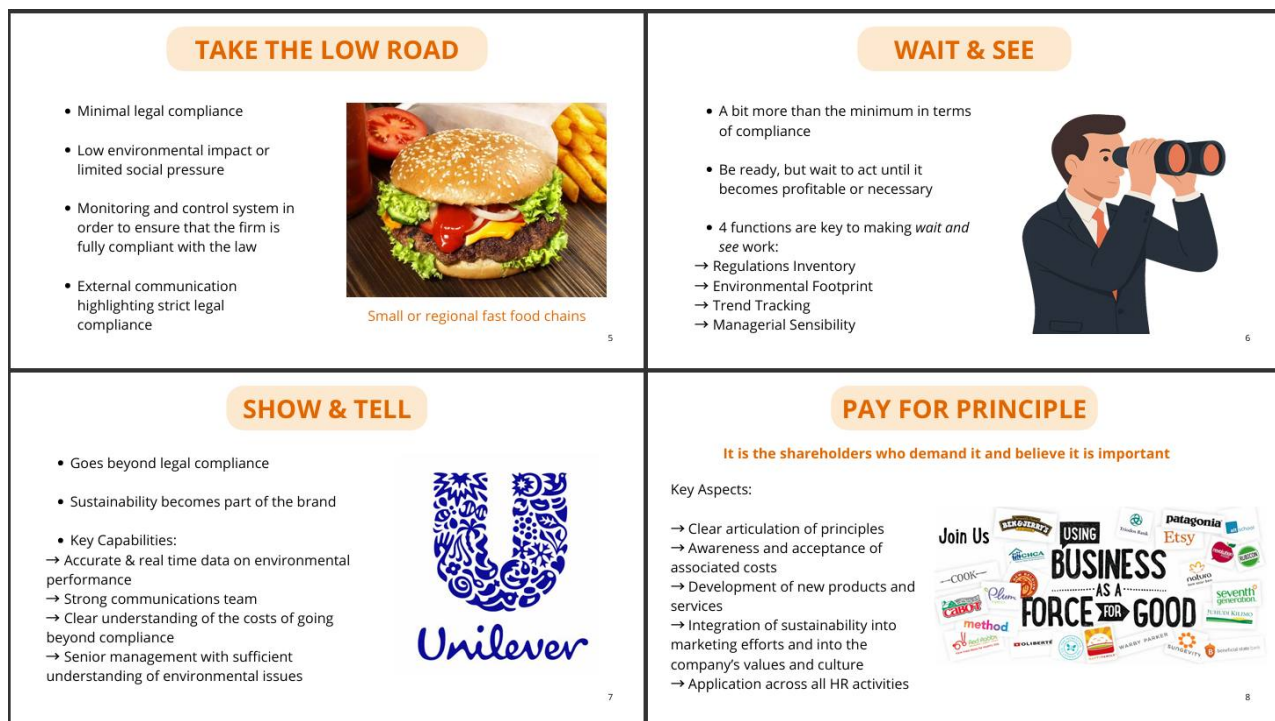 TAKE THE LOW ROAD
• Minimal legal compliance
• Low environmental impact or
limited social pressure
• Monitoring and control system in
order to ensure that the firm is
fully compliant with the law
• External communication
highlighting strict legal
compliance
Small or regional fast food chains
5
WAIT & SEE
• A bit more than the minimum in terms
of compliance
• Be ready, but wait to act until it
becomes profitable or necessary
• 4 functions are key to making wait and
see work:
→ Regulations Inventory
→ Environmental Footprint
→ Trend Tracking
→ Managerial Sensibility
6
SHOW & TELL
• Goes beyond legal compliance
• Sustainability becomes part of the brand
• Key Capabilities:
→ Accurate & real time data on environmental
performance
→ Strong communications team
→ Clear understanding of the costs of going
beyond compliance
→ Senior management with sufficient
understanding of environmental issues
Unilever
7
PAY FOR PRINCIPLE
It is the shareholders who demand it and believe it is important
Key Aspects:
→ Clear articulation of principles
→ Awareness and acceptance of
associated costs
→ Development of new products and
services
→ Integration of sustainability into
marketing efforts and into the
company's values and culture
→ Application across all HR activities
Join Us
BEN & JERRY'S
USING
BUSINESS
AS A
FORCE FOR GOOD
patagonia
Etsy
CHCA
COOK
CABOT
Plum
method
OLIBERTÉ
WARBY PARKER
SUNGEVITY
natura
seventh
generation
JUHUDI KILIMO
RUBICON
8